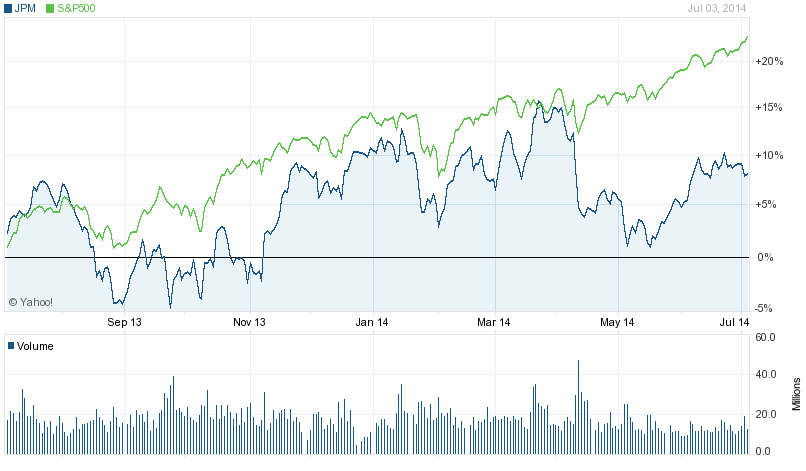 JPM S&P500 Jul 03, 2014
+20%
+15%
+10%
+5%
0%
-5%
© Yahoo!
Sep 13 Nov 13 Jan 14 Mar 14 May 14 Jul 14
Volume
60.0
40.0
20.0
0.0
Millions